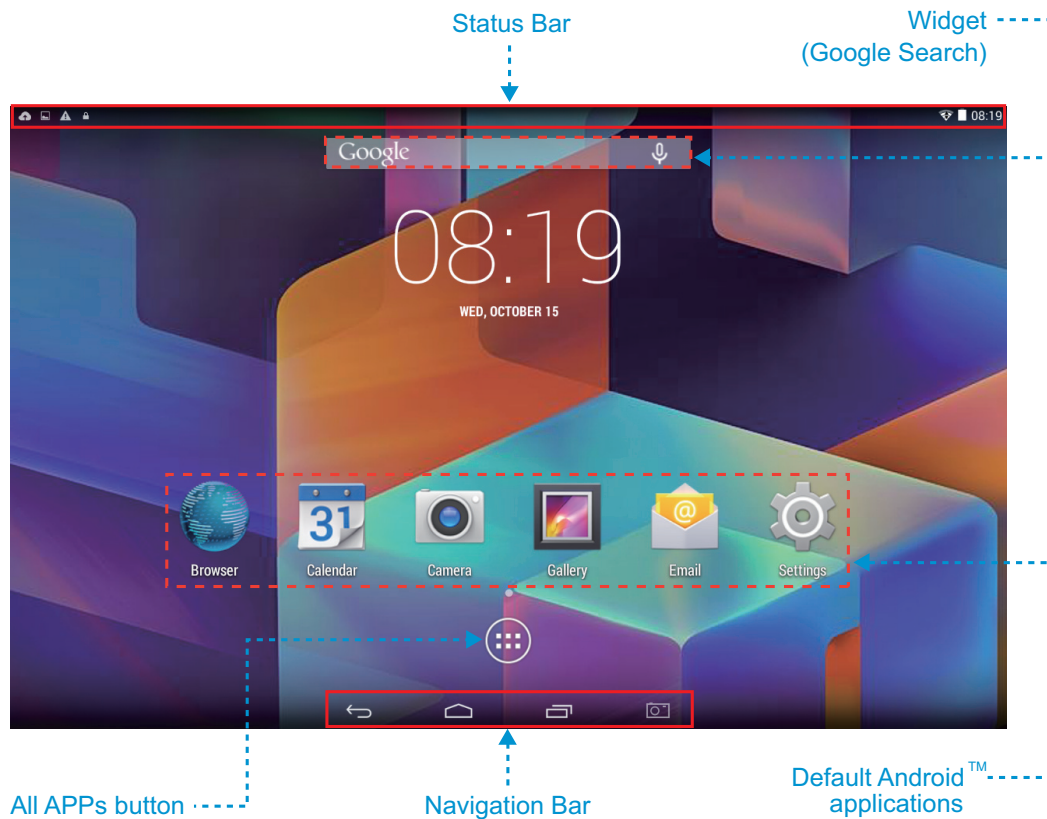 Status Bar
Widget
(Google Search)
08:19
Google
08:19
WED, OCTOBER 15
31
@
Browser
Calendar
Camera
Gallery
Email
Settings
All APPs button
Navigation Bar
Default Android™
applications